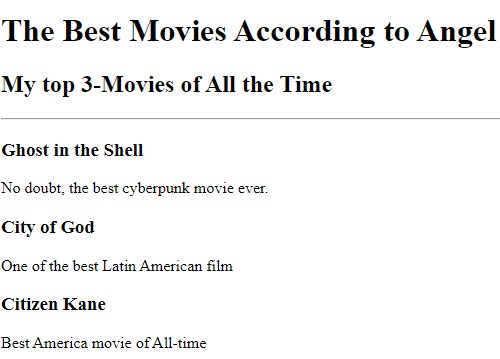 The Best Movies According to Angel
My top 3-Movies of All the Time
Ghost in the Shell
No doubt, the best cyberpunk movie ever.
City of God
One of the best Latin American film
Citizen Kane
Best America movie of All-time